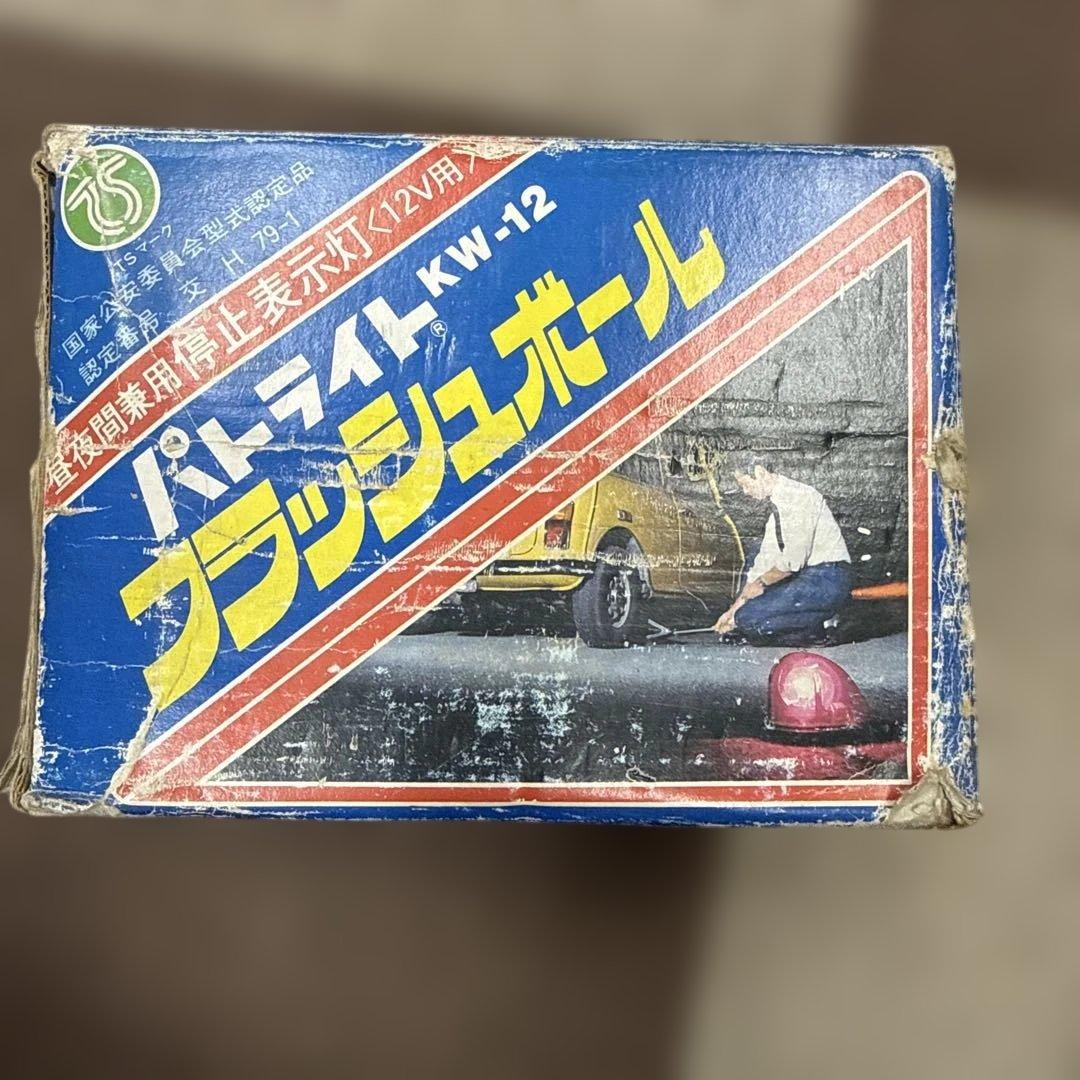 TS
TSマーク
国家公安委員会型式認定品
認定番号 交 H 79-1
昼夜間兼用停止表示灯〈12V用〉
パトライト® KW-12
フラッシュボール